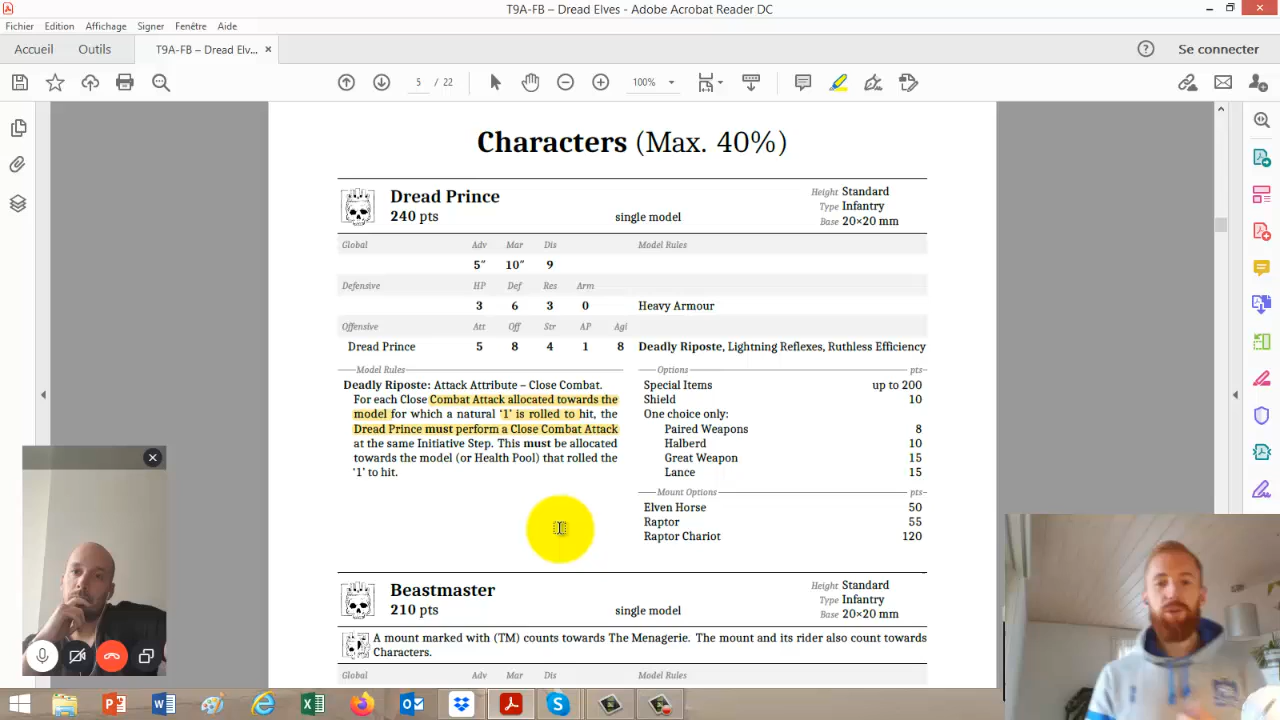 T9A-FB – Dread Elves - Adobe Acrobat Reader DC
Fichier Edition Affichage Signer Fenêtre Aide
Accueil Outils T9A-FB – Dread Elv... × Se connecter
5 / 22 100%
Characters (Max. 40%)
Dread Prince
240 pts single model
Height Standard
Type Infantry
Base 20×20 mm
Global Adv Mar Dis Model Rules
5″ 10″ 9
Defensive HP Def Res Arm
3 6 3 0 Heavy Armour
Offensive Att Off Str AP Agi
Dread Prince 5 8 4 1 8 Deadly Riposte, Lightning Reflexes, Ruthless Efficiency
Model Rules
Deadly Riposte: Attack Attribute – Close Combat.
For each Close Combat Attack allocated towards the
model for which a natural ‘1’ is rolled to hit, the
Dread Prince must perform a Close Combat Attack
at the same Initiative Step. This must be allocated
towards the model (or Health Pool) that rolled the
‘1’ to hit.
Options pts
Special Items up to 200
Shield 10
One choice only:
Paired Weapons 8
Halberd 10
Great Weapon 15
Lance 15
Mount Options pts
Elven Horse 50
Raptor 55
Raptor Chariot 120
Beastmaster
210 pts single model
Height Standard
Type Infantry
Base 20×20 mm
A mount marked with (TM) counts towards The Menagerie. The mount and its rider also count towards
Characters.
Global Adv Mar Dis Model Rules